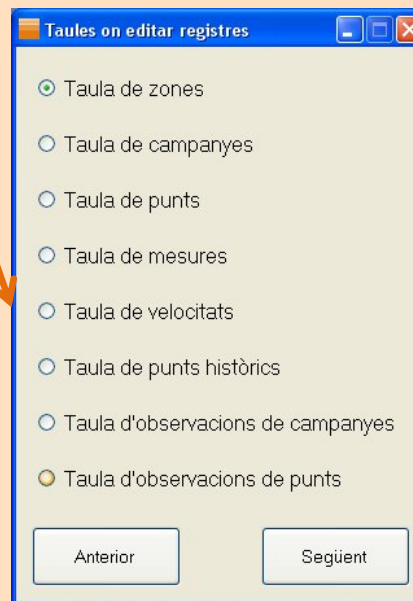 Taules on editar registres
Taula de zones
Taula de campanyes
Taula de punts
Taula de mesures
Taula de velocitats
Taula de punts històrics
Taula d'observacions de campanyes
Taula d'observacions de punts
Anterior
Següent